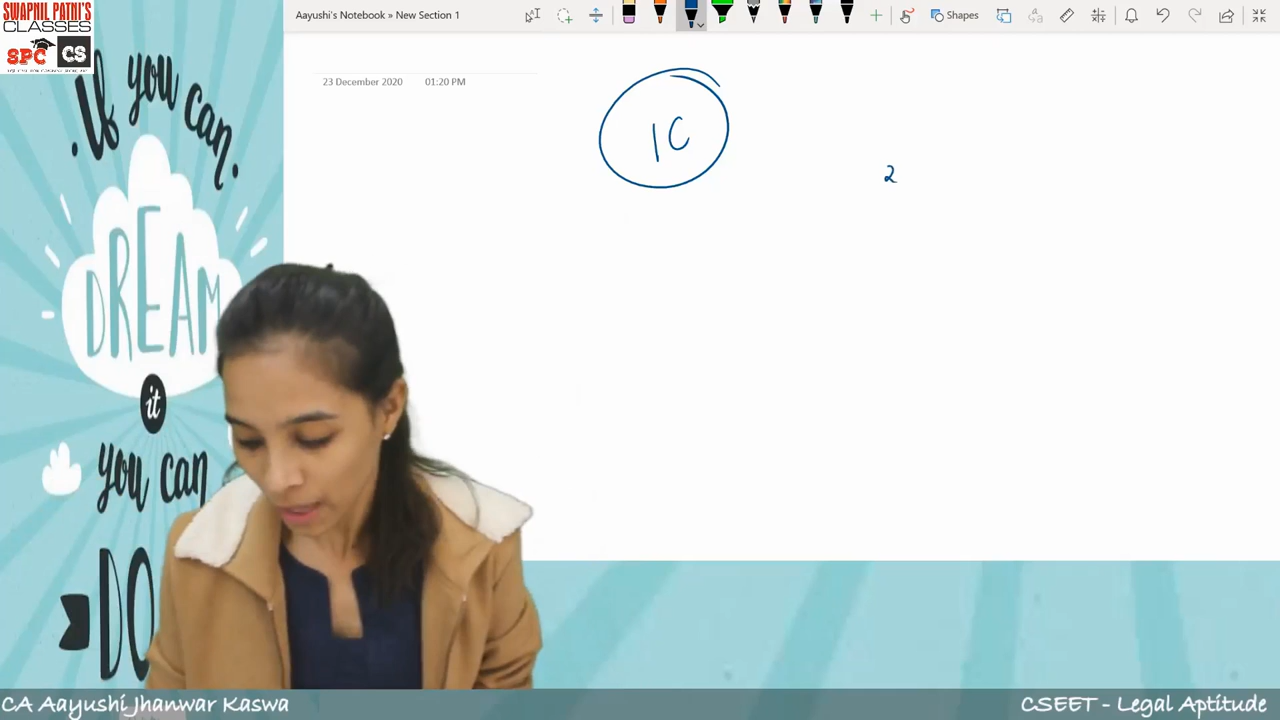 SWAPNIL PATNI'S
CLASSES
SPC CS
Aayushi's Notebook » New Section 1
Shapes
23 December 2020 01:20 PM
1C
2
If you can
DREAM
it
you can
DO
CA Aayushi Jhanwar Kaswa
CSEET - Legal Aptitude